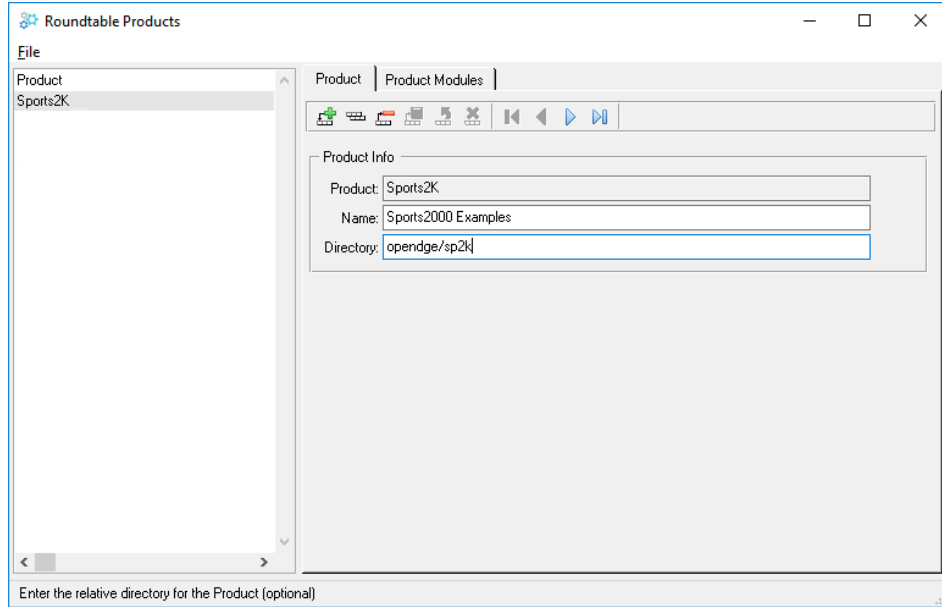 Roundtable Products
File
Product
Sports2K
Product
Product Modules
Product Info
Product: Sports2K
Name: Sports2000 Examples
Directory: opendge/sp2k
Enter the relative directory for the Product (optional)